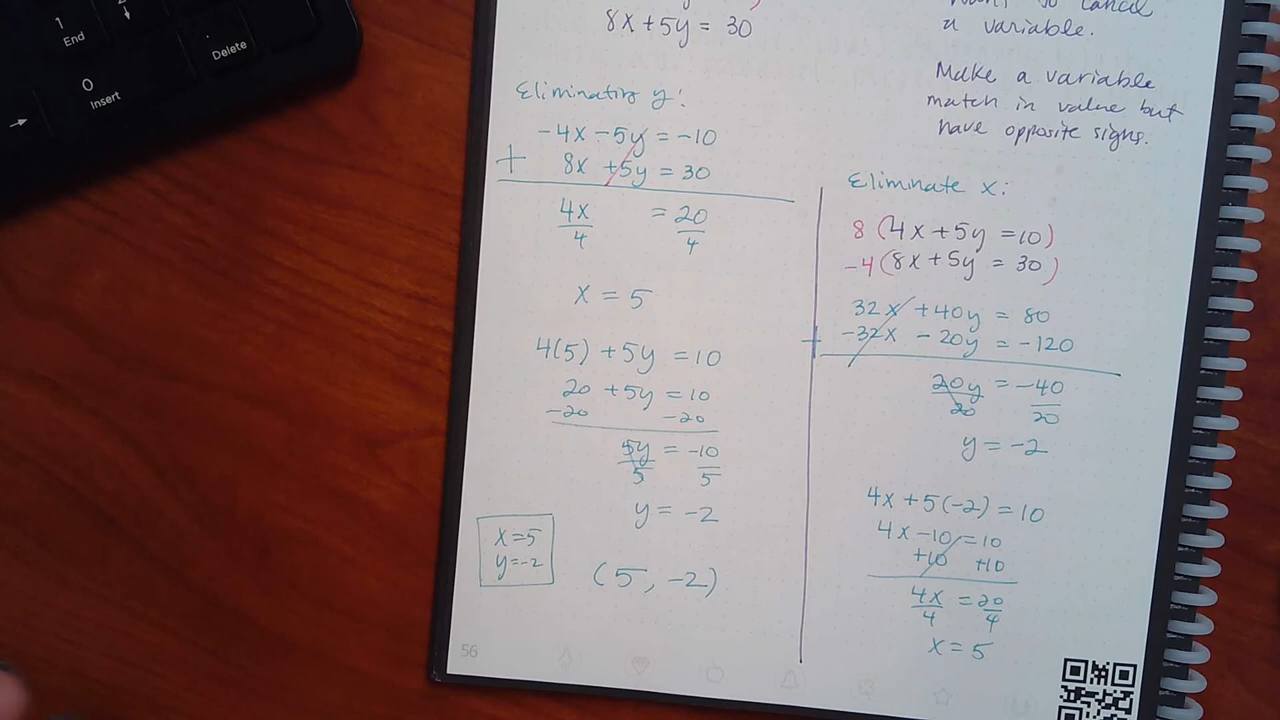 1
End
↓
0
Insert
.
Delete
→
8x + 5y = 30
a variable.
Make a variable
match in value but
have opposite signs.
Eliminating y:
-4x - 5y = -10
+ 8x + 5y = 30
4x = 20
4 4
x = 5
4(5) + 5y = 10
20 + 5y = 10
-20 -20
5y = -10
5 5
y = -2
x = 5
y = -2
(5, -2)
56
Eliminate x:
8 (4x + 5y = 10)
-4 (8x + 5y = 30)
32x + 40y = 80
+ -32x - 20y = -120
20y = -40
20 20
y = -2
4x + 5(-2) = 10
4x - 10 = 10
+10 +10
4x = 20
4 4
x = 5